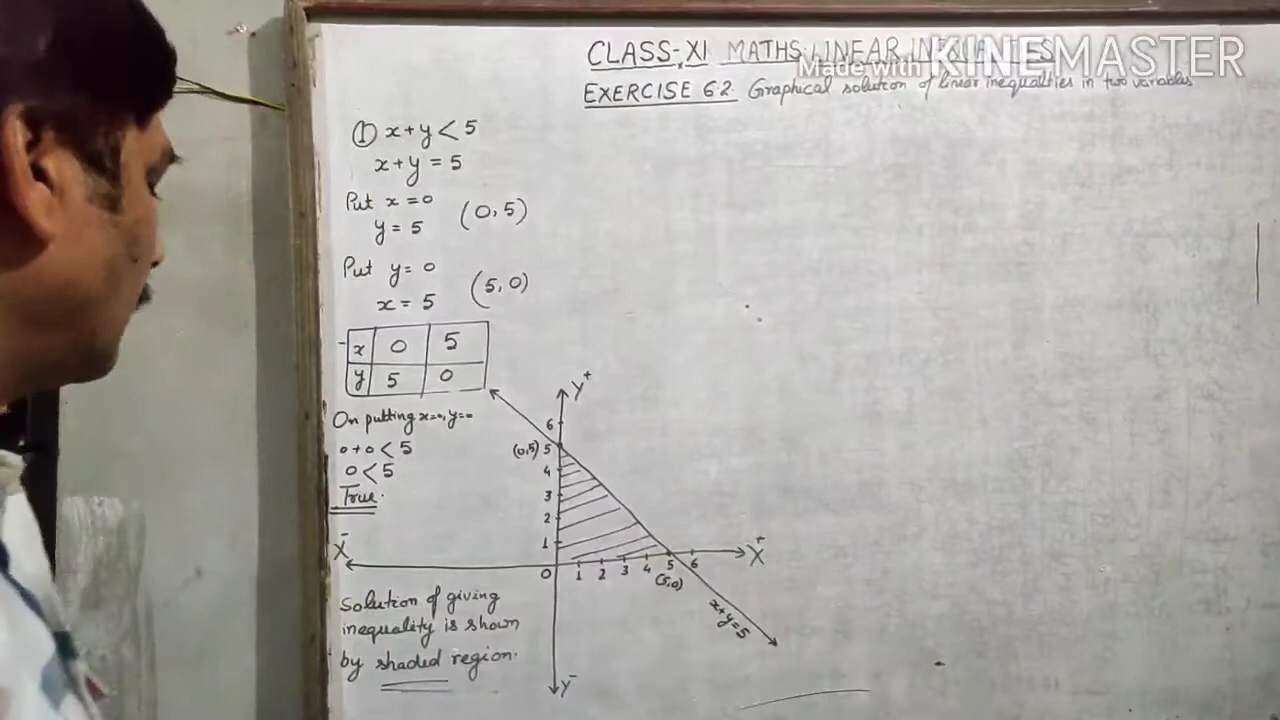 CLASS-XI MATHS LINEAR INEQUALITIES
Made with KINEMASTER
EXERCISE 6.2. Graphical solution of linear inequalties in two variables
① x+y < 5
x+y = 5
Put x=0
y = 5 (0,5)
Put y=0
x = 5 (5,0)
x 0 5
y 5 0
On putting x=0, y=0
0+0 < 5
0 < 5
True.
Y+
6
(0,5) 5
4
3
2
1
X- X+
0 1 2 3 4 5 6
(5,0)
x+y=5
Y-
Solution of giving
inequality is shown
by shaded region.